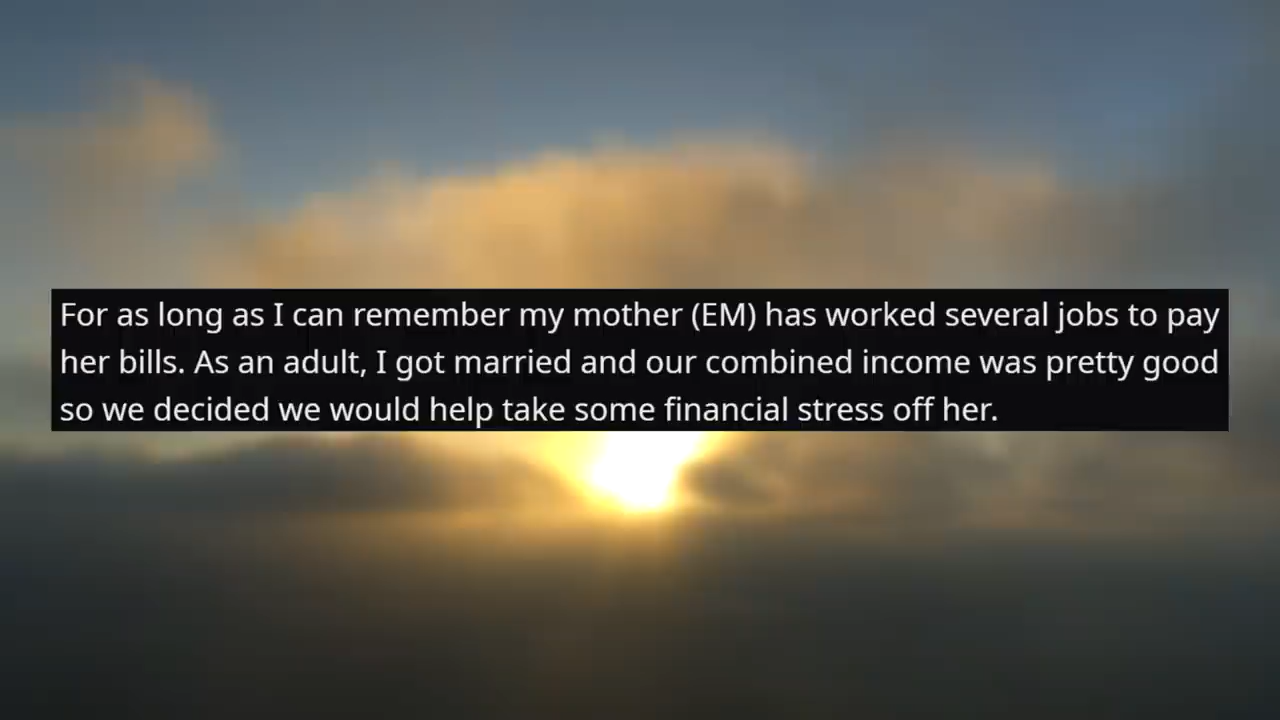 For as long as I can remember my mother (EM) has worked several jobs to pay
her bills. As an adult, I got married and our combined income was pretty good
so we decided we would help take some financial stress off her.